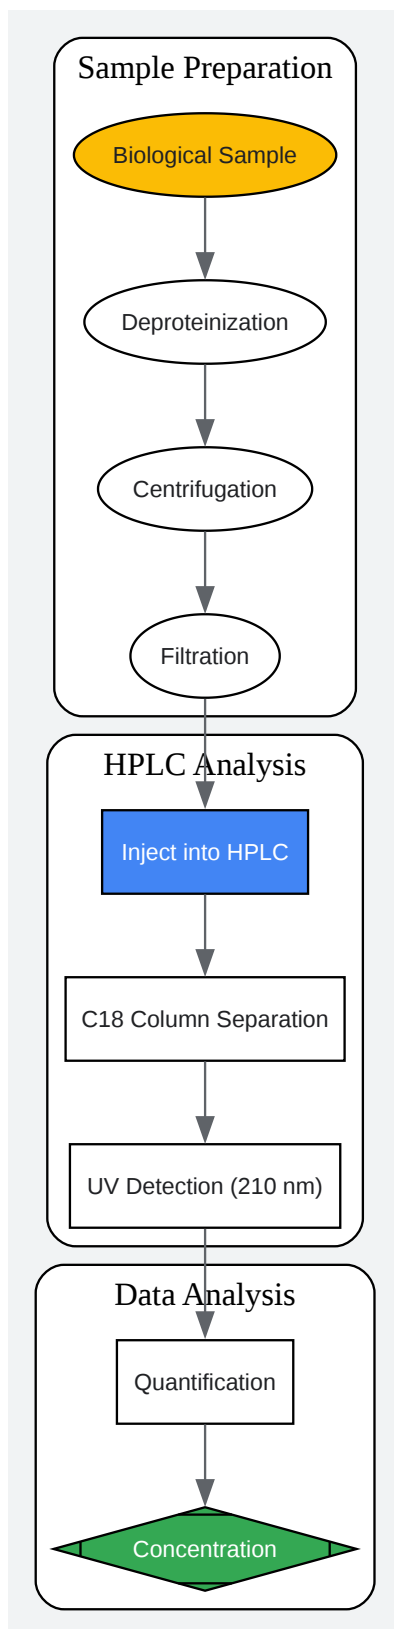 Sample Preparation
Biological Sample
Deproteinization
Centrifugation
Filtration
HPLC Analysis
Inject into HPLC
C18 Column Separation
UV Detection (210 nm)
Data Analysis
Quantification
Concentration